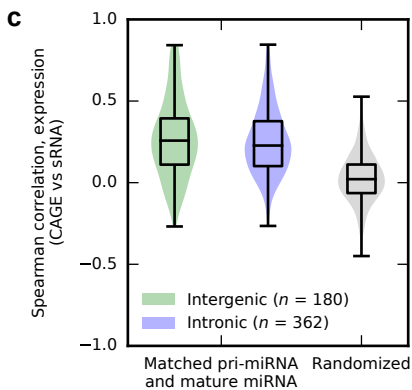 c
Spearman correlation, expression
(CAGE vs sRNA)
1.0
0.5
0.0
−0.5
−1.0
Intergenic (n = 180)
Intronic (n = 362)
Matched pri-miRNA
and mature miRNA
Randomized